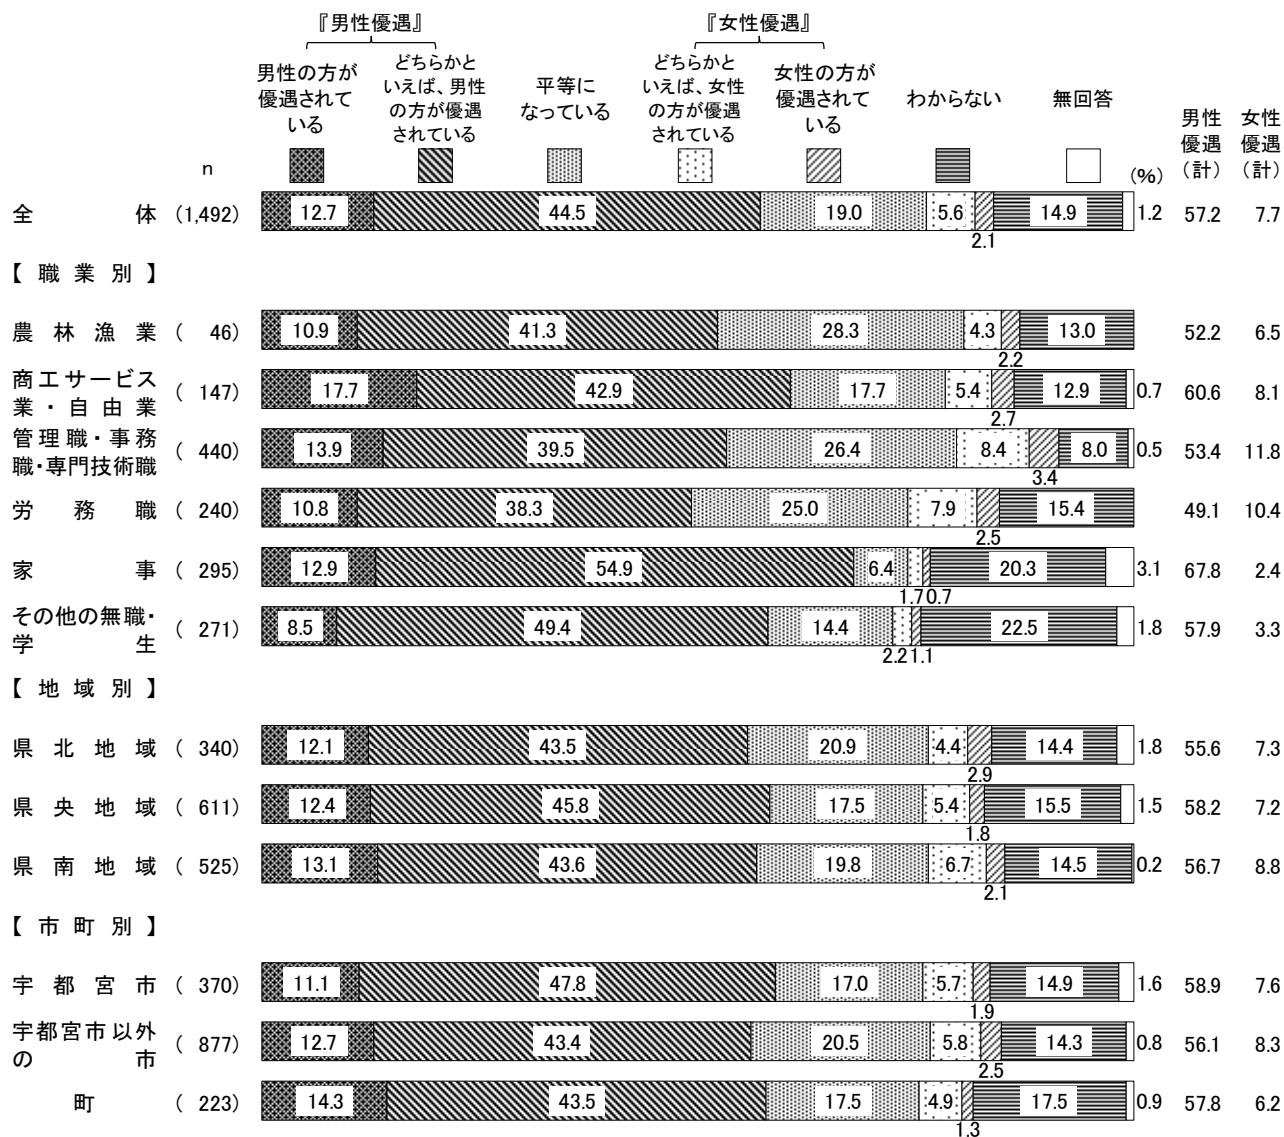 『男性優遇』 『女性優遇』
男性の方が
優遇されて
いる
どちらかと
いえば、男性
の方が優遇
されている
平等に
なっている
どちらかと
いえば、女性
の方が優遇
されている
女性の方が
優遇されて
いる
わからない
無回答
男性
優遇
(計)
女性
優遇
(計)
n (%)
全体 (1,492) 12.7 44.5 19.0 5.6 2.1 14.9 1.2 57.2 7.7
【職業別】
農林漁業 ( 46) 10.9 41.3 28.3 4.3 2.2 13.0 52.2 6.5
商工サービス
業・自由業 ( 147) 17.7 42.9 17.7 5.4 2.7 12.9 0.7 60.6 8.1
管理職・事務
職・専門技術職 ( 440) 13.9 39.5 26.4 8.4 3.4 8.0 0.5 53.4 11.8
労務職 ( 240) 10.8 38.3 25.0 7.9 2.5 15.4 49.1 10.4
家事 ( 295) 12.9 54.9 6.4 1.7 0.7 20.3 3.1 67.8 2.4
その他の無職・
学生 ( 271) 8.5 49.4 14.4 2.2 1.1 22.5 1.8 57.9 3.3
【地域別】
県北地域 ( 340) 12.1 43.5 20.9 4.4 2.9 14.4 1.8 55.6 7.3
県央地域 ( 611) 12.4 45.8 17.5 5.4 1.8 15.5 1.5 58.2 7.2
県南地域 ( 525) 13.1 43.6 19.8 6.7 2.1 14.5 0.2 56.7 8.8
【市町別】
宇都宮市 ( 370) 11.1 47.8 17.0 5.7 1.9 14.9 1.6 58.9 7.6
宇都宮市以外
の市 ( 877) 12.7 43.4 20.5 5.8 2.5 14.3 0.8 56.1 8.3
町 ( 223) 14.3 43.5 17.5 4.9 1.3 17.5 0.9 57.8 6.2